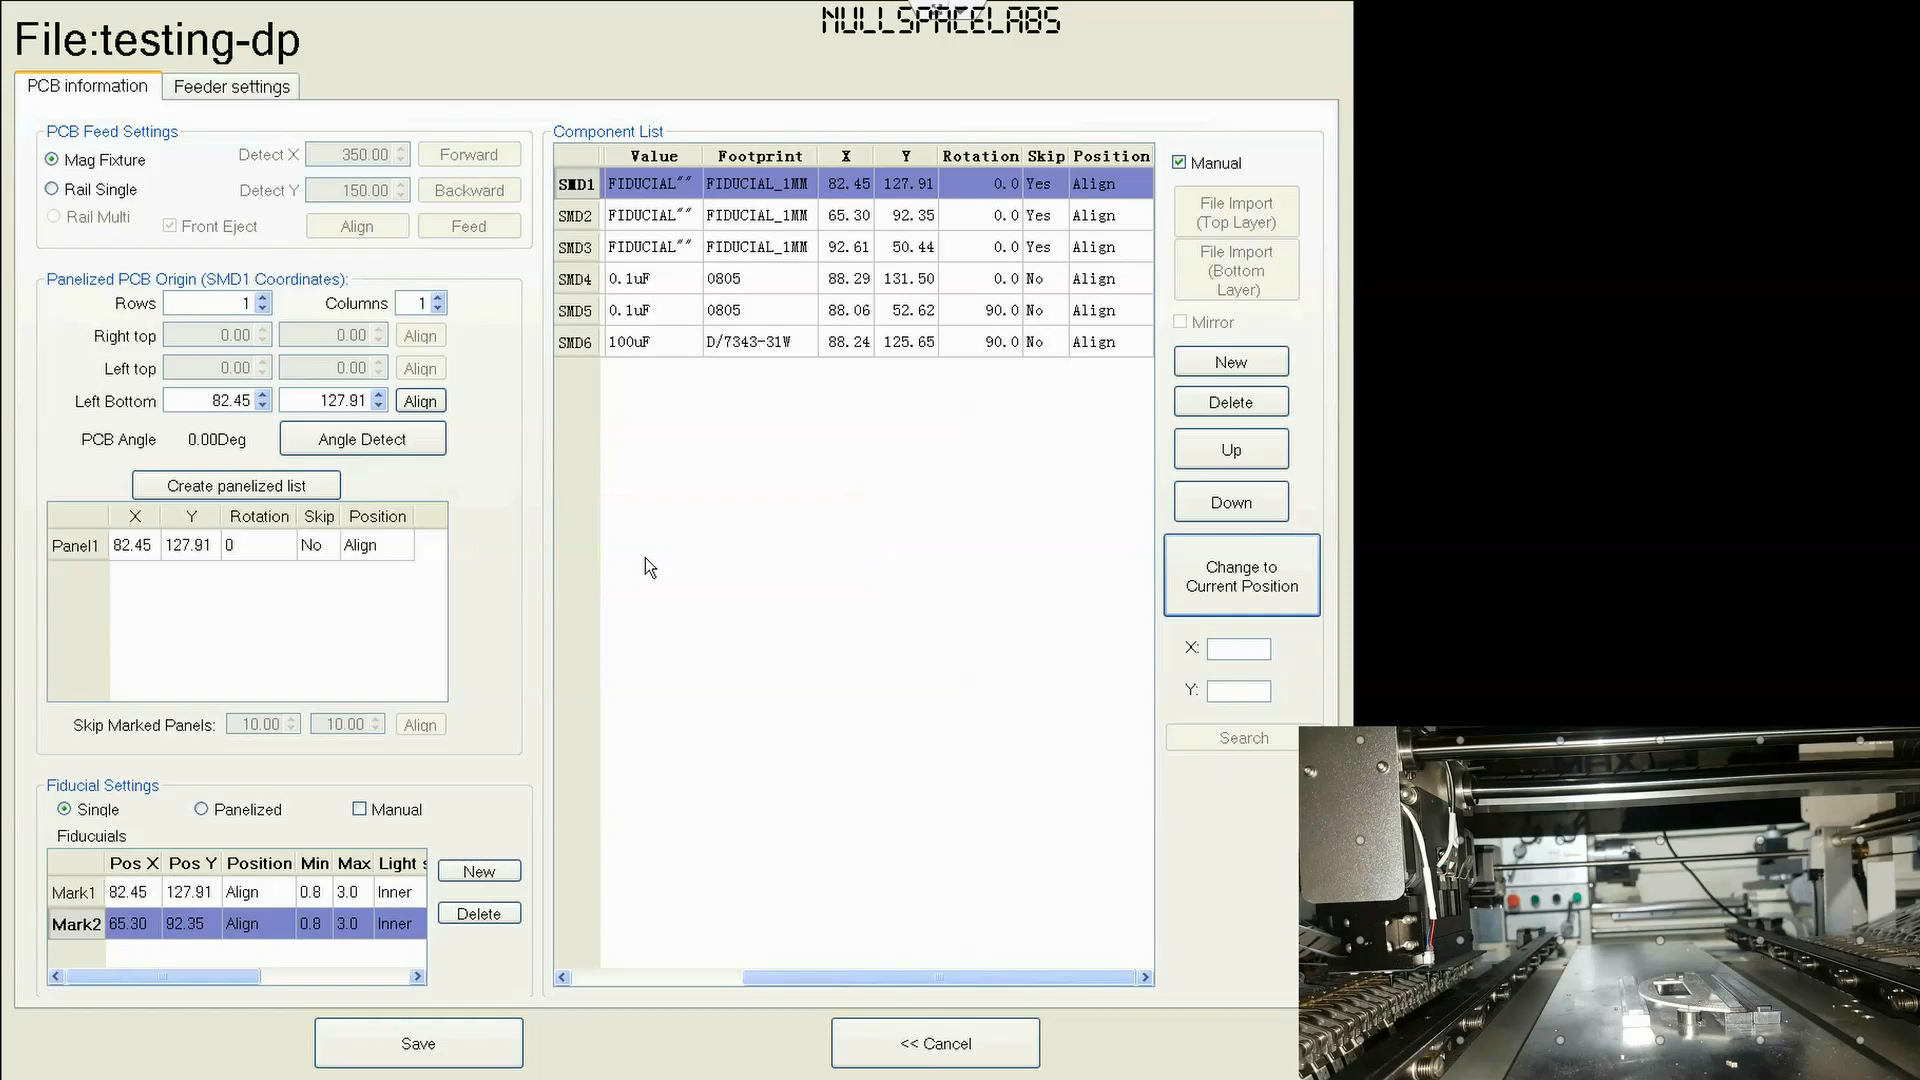 NULLSPACELABS
File:testing-dp
PCB information
Feeder settings
PCB Feed Settings
Mag Fixture
Detect X
350.00
Forward
Rail Single
Detect Y
150.00
Backward
Rail Multi
Front Eject
Align
Feed
Panelized PCB Origin (SMD1 Coordinates):
Rows 1 Columns 1
Right top 0.00 0.00 Align
Left top 0.00 0.00 Align
Left Bottom 82.45 127.91 Align
PCB Angle 0.00Deg Angle Detect
Create panelized list
X Y Rotation Skip Position
Panel1 82.45 127.91 0 No Align
Skip Marked Panels: 10.00 10.00 Align
Fiducial Settings
Single Panelized Manual
Fiducuials
Pos X Pos Y Position Min Max Light s
Mark1 82.45 127.91 Align 0.8 3.0 Inner
Mark2 65.30 92.35 Align 0.8 3.0 Inner
New
Delete
Component List
Value Footprint X Y Rotation Skip Position
SMD1 FIDUCIAL"" FIDUCIAL_1MM 82.45 127.91 0.0 Yes Align
SMD2 FIDUCIAL"" FIDUCIAL_1MM 65.30 92.35 0.0 Yes Align
SMD3 FIDUCIAL"" FIDUCIAL_1MM 92.61 50.44 0.0 Yes Align
SMD4 0.1uF 0805 88.29 131.50 0.0 No Align
SMD5 0.1uF 0805 88.06 52.62 90.0 No Align
SMD6 100uF D/7343-31W 88.24 125.65 90.0 No Align
Manual
File Import
(Top Layer)
File Import
(Bottom
Layer)
Mirror
New
Delete
Up
Down
Change to
Current Position
X:
Y:
Search
Save
<< Cancel